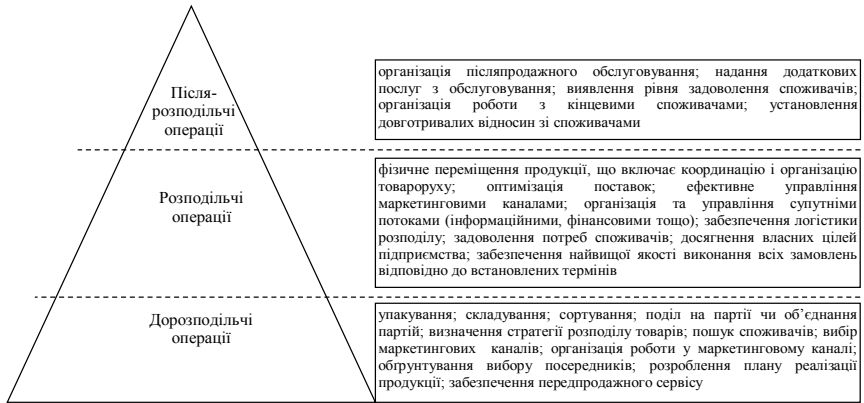 Після-
розподільчі
операції
організація післяпродажного обслуговування; надання додаткових
послуг з обслуговування; виявлення рівня задоволення споживачів;
організація роботи з кінцевими споживачами; установлення
довготривалих відносин зі споживачами
Розподільчі
операції
фізичне переміщення продукції, що включає координацію і організацію
товароруху; оптимізація поставок; ефективне управління
маркетинговими каналами; організація та управління супутніми
потоками (інформаційними, фінансовими тощо); забезпечення логістики
розподілу; задоволення потреб споживачів; досягнення власних цілей
підприємства; забезпечення найвищої якості виконання всіх замовлень
відповідно до встановлених термінів
Дорозподільчі
операції
упакування; складування; сортування; поділ на партії чи об’єднання
партій; визначення стратегії розподілу товарів; пошук споживачів; вибір
маркетингових каналів; організація роботи у маркетинговому каналі;
обґрунтування вибору посередників; розроблення плану реалізації
продукції; забезпечення передпродажного сервісу